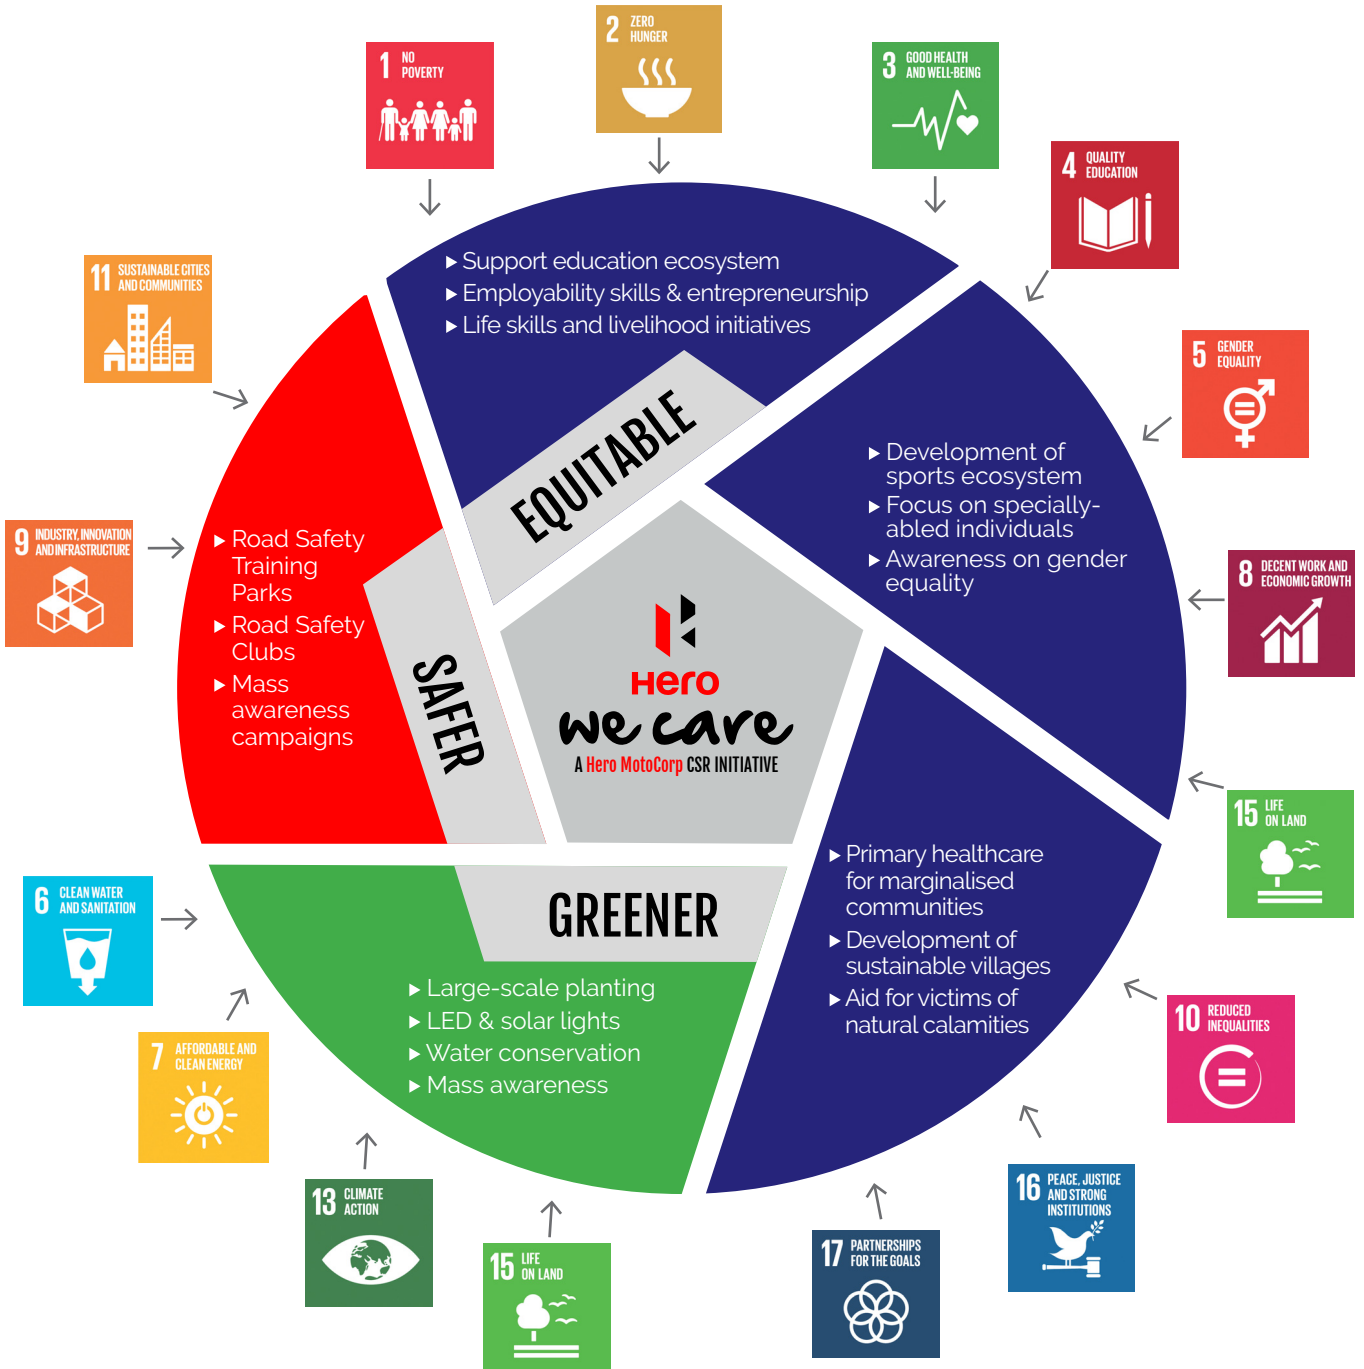 2 ZERO
HUNGER
1 NO
POVERTY
3 GOOD HEALTH
AND WELL-BEING
4 QUALITY
EDUCATION
11 SUSTAINABLE CITIES
AND COMMUNITIES
Support education ecosystem
Employability skills & entrepreneurship
Life skills and livelihood initiatives
5 GENDER
EQUALITY
EQUITABLE
Development of
sports ecosystem
Focus on specially-
abled individuals
Awareness on gender
equality
9 INDUSTRY, INNOVATION
AND INFRASTRUCTURE
Road Safety
Training
Parks
Road Safety
Clubs
Mass
awareness
campaigns
SAFER
8 DECENT WORK AND
ECONOMIC GROWTH
Hero
we care
A Hero MotoCorp CSR INITIATIVE
15 LIFE
ON LAND
6 CLEAN WATER
AND SANITATION
GREENER
Primary healthcare
for marginalised
communities
Development of
sustainable villages
Aid for victims of
natural calamities
Large-scale planting
LED & solar lights
Water conservation
Mass awareness
10 REDUCED
INEQUALITIES
7 AFFORDABLE AND
CLEAN ENERGY
13 CLIMATE
ACTION
16 PEACE, JUSTICE
AND STRONG
INSTITUTIONS
15 LIFE
ON LAND
17 PARTNERSHIPS
FOR THE GOALS